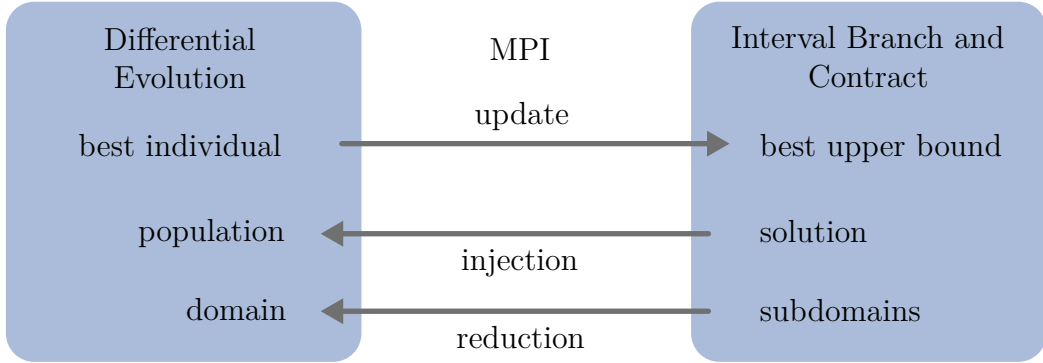 Differential
Evolution
MPI
Interval Branch and
Contract
update
best individual
best upper bound
population
solution
injection
domain
subdomains
reduction